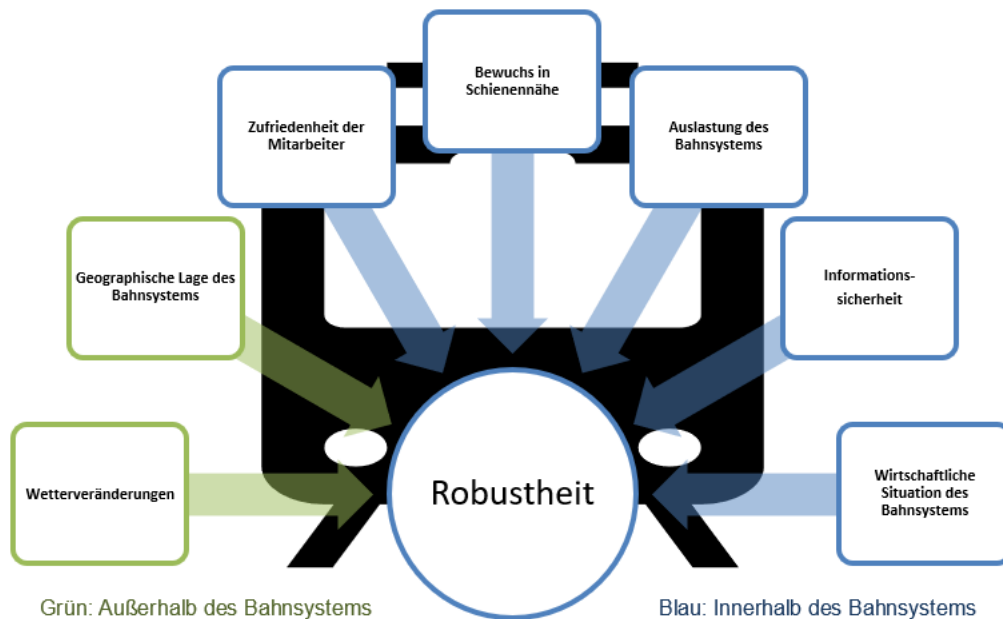 Bewuchs in
Schienennähe
Zufriedenheit der
Mitarbeiter
Auslastung des
Bahnsystems
Geographische Lage des
Bahnsystems
Informations-
sicherheit
Wetterveränderungen
Robustheit
Wirtschaftliche
Situation des
Bahnsystems
Grün: Außerhalb des Bahnsystems
Blau: Innerhalb des Bahnsystems